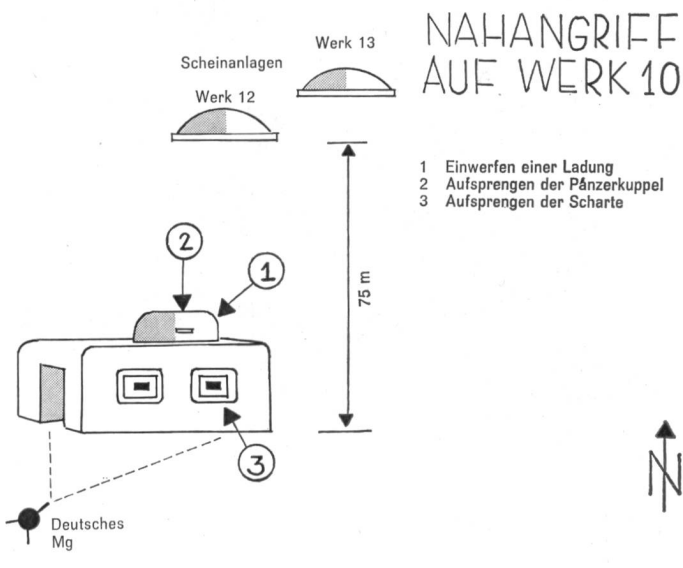 NAHANGRIFF
AUF WERK 10
Werk 13
Scheinanlagen
Werk 12
1 Einwerfen einer Ladung
2 Aufsprengen der Pånzerkuppel
3 Aufsprengen der Scharte
2
1
75 m
3
N
Deutsches
Mg